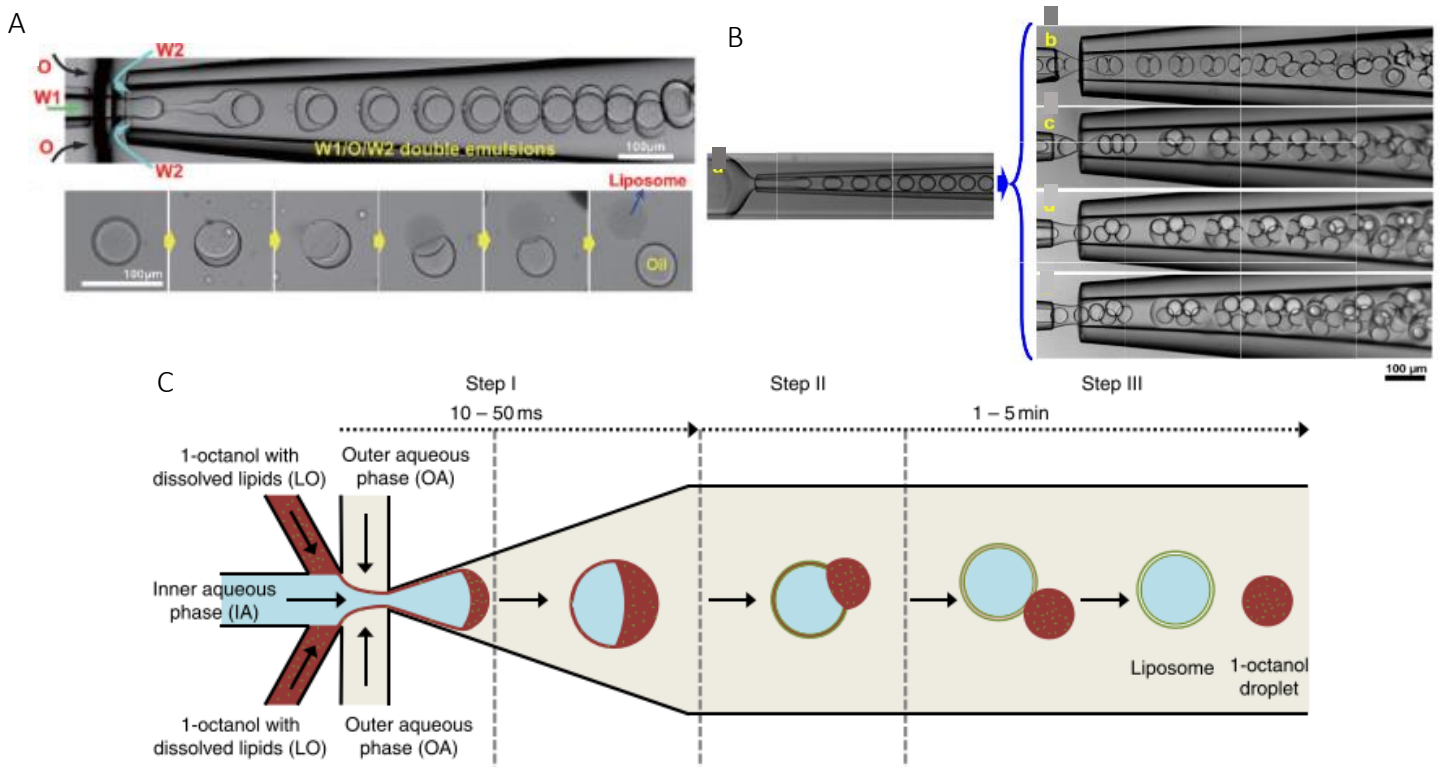 A
W2
O
W1
O
W2
W1/O/W2 double emulsions
100μm
Liposome
100μm
Oil
B
b
c
100 μm
C
Step I
Step II
Step III
10 – 50 ms
1 – 5 min
1-octanol with
dissolved lipids (LO)
Outer aqueous
phase (OA)
Inner aqueous
phase (IA)
1-octanol with
dissolved lipids (LO)
Outer aqueous
phase (OA)
Liposome
1-octanol
droplet